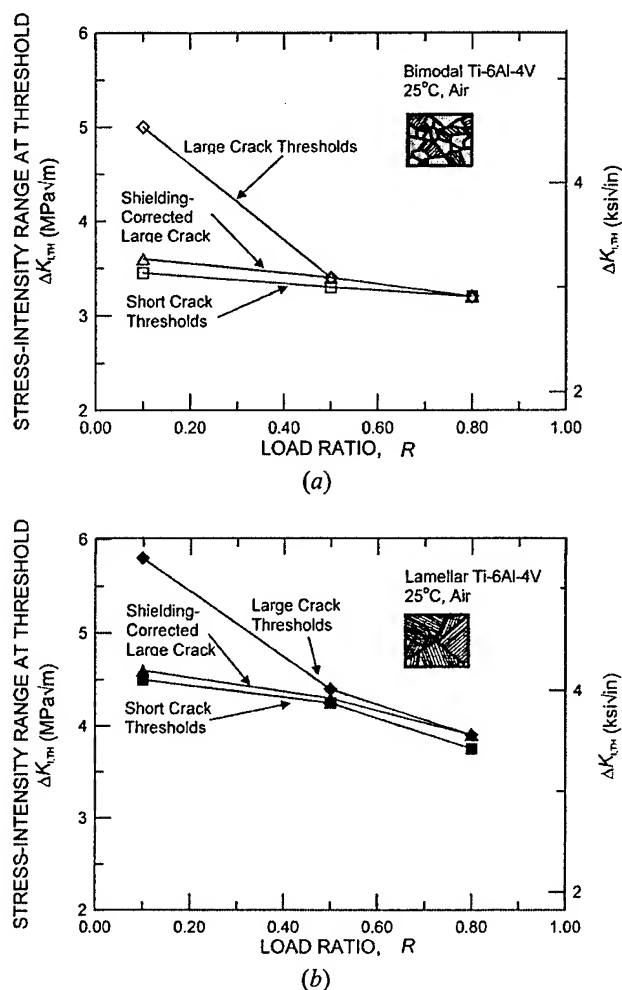 STRESS-INTENSITY RANGE AT THRESHOLD
ΔK_{I,TH} (MPa√m)
6
5
4
3
2
Bimodal Ti-6Al-4V
25°C, Air
Large Crack Thresholds
Shielding-
Corrected
Large Crack
Short Crack
Thresholds
4
2
ΔK_{I,TH} (ksi√in)
0.00 0.20 0.40 0.60 0.80 1.00
LOAD RATIO, R
(a)
STRESS-INTENSITY RANGE AT THRESHOLD
ΔK_{I,TH} (MPa√m)
6
5
4
3
2
Lamellar Ti-6Al-4V
25°C, Air
Shielding-
Corrected
Large Crack
Large Crack
Thresholds
Short Crack
Thresholds
4
2
ΔK_{I,TH} (ksi√in)
0.00 0.20 0.40 0.60 0.80 1.00
LOAD RATIO, R
(b)